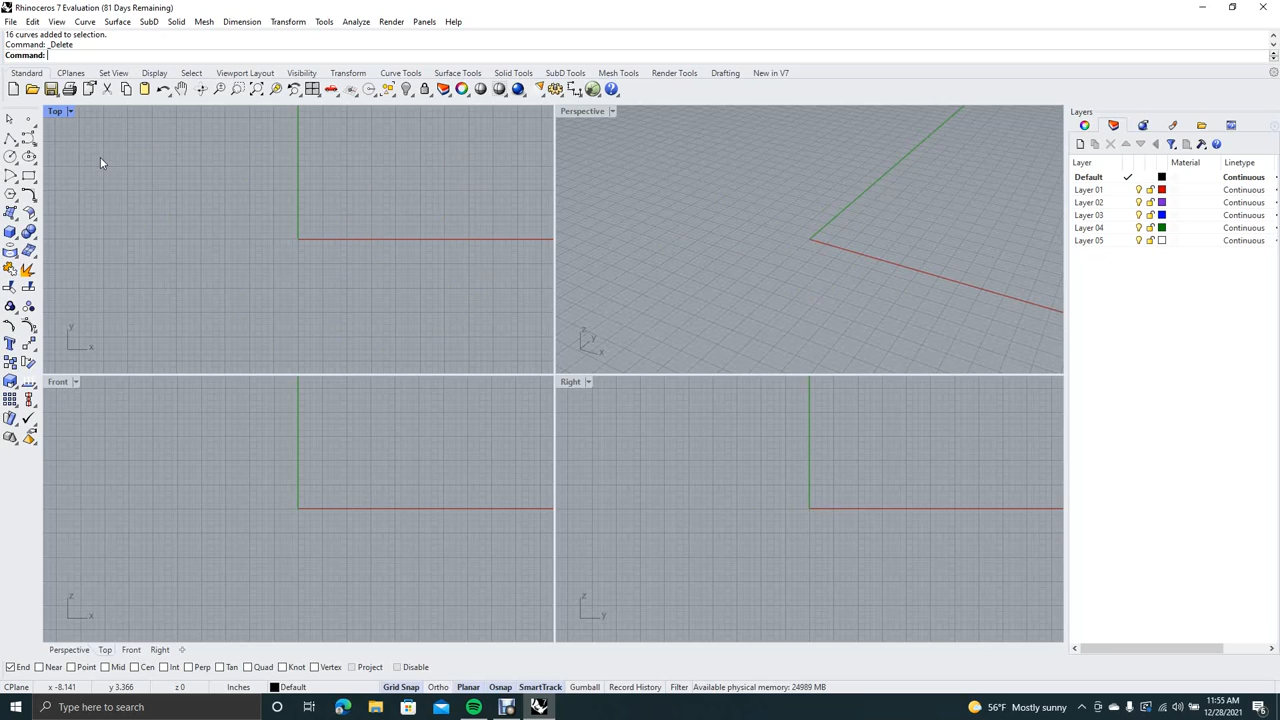 Rhinoceros 7 Evaluation (81 Days Remaining)
File Edit View Curve Surface SubD Solid Mesh Dimension Transform Tools Analyze Render Panels Help
16 curves added to selection.
Command: _Delete
Command:
Standard CPlanes Set View Display Select Viewport Layout Visibility Transform Curve Tools Surface Tools Solid Tools SubD Tools Mesh Tools Render Tools Drafting New in V7
Top
Perspective
Layers
Layer Material Linetype
Default Continuous
Layer 01 Continuous
Layer 02 Continuous
Layer 03 Continuous
Layer 04 Continuous
Layer 05 Continuous
y
x
z
y
x
Front
Right
z
x
z
y
Perspective Top Front Right
End Near Point Mid Cen Int Perp Tan Quad Knot Vertex Project Disable
CPlane x -8.141 y 3.366 z 0 Inches Default Grid Snap Ortho Planar Osnap SmartTrack Gumball Record History Filter Available physical memory: 24989 MB
Type here to search
56°F Mostly sunny
11:55 AM
12/28/2021
6